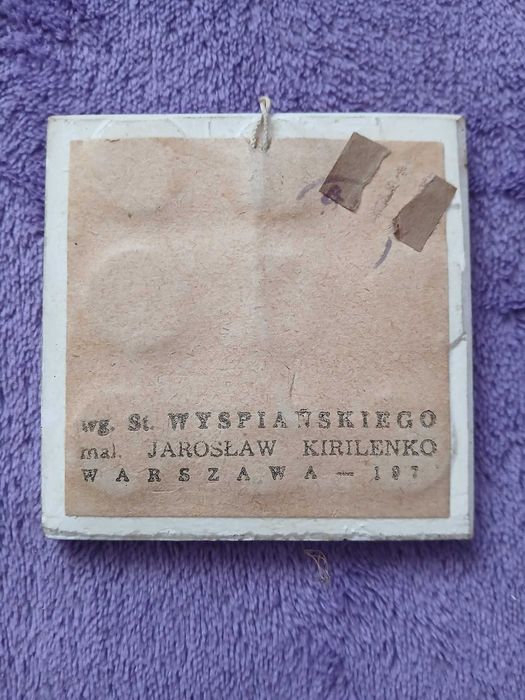 wg. St. WYSPIAŃSKIEGO
mal. JAROSŁAW KIRILENKO
WARSZAWA — 197